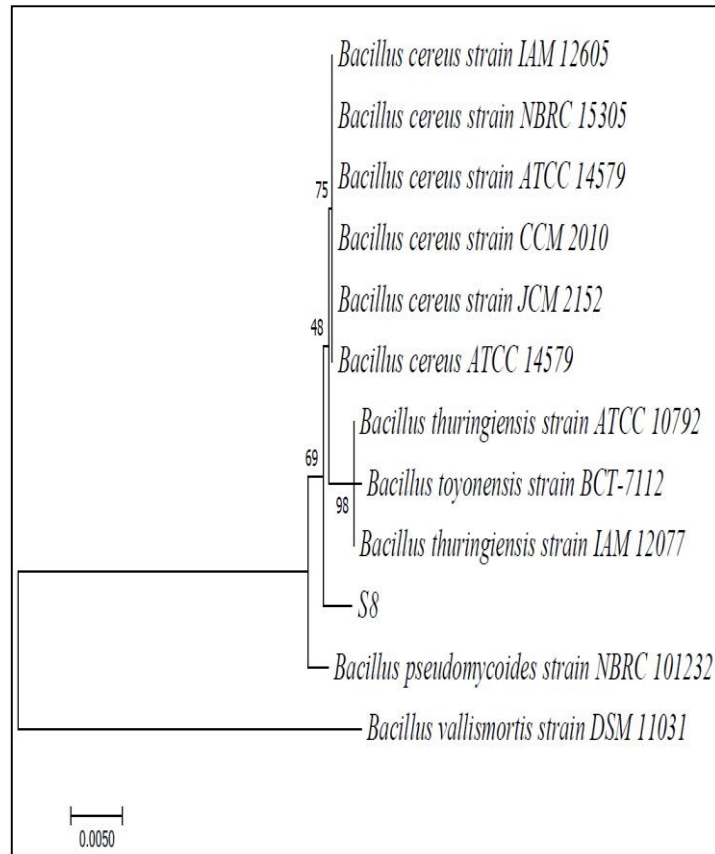 Bacillus cereus strain IAM 12605
Bacillus cereus strain NBRC 15305
Bacillus cereus strain ATCC 14579
75
Bacillus cereus strain CCM 2010
Bacillus cereus strain JCM 2152
48
Bacillus cereus ATCC 14579
Bacillus thuringiensis strain ATCC 10792
69
Bacillus toyonensis strain BCT-7112
98
Bacillus thuringiensis strain IAM 12077
S8
Bacillus pseudomycoides strain NBRC 101232
Bacillus vallismortis strain DSM 11031
0.0050